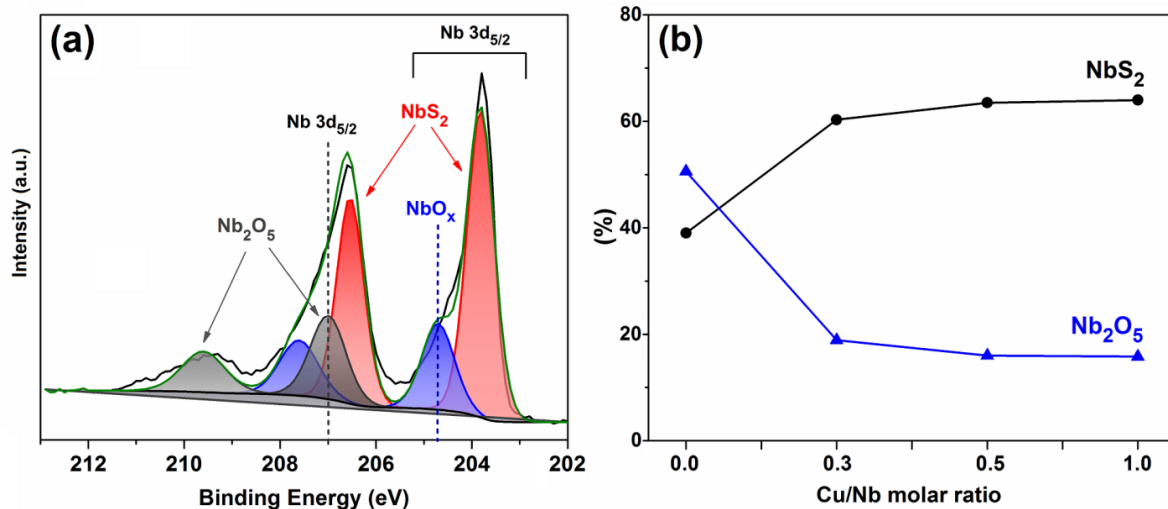 (a)
Nb 3d5/2
NbS2
Nb 3d5/2
NbOx
Nb2O5
Intensity (a.u.)
212 210 208 206 204 202
Binding Energy (eV)
(b)
80
60
40
20
0
(%)
NbS2
Nb2O5
0.0 0.3 0.5 1.0
Cu/Nb molar ratio